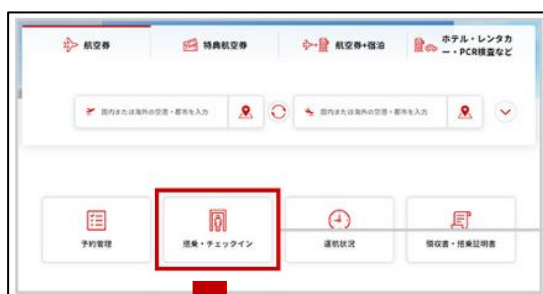 航空券
特典航空券
航空券+宿泊
ホテル・レンタカ
ー・PCR検査など
国内または海外の空港・都市を入力
国内または海外の空港・都市を入力
予約管理
搭乗・チェックイン
運航状況
領収書・搭乗証明書